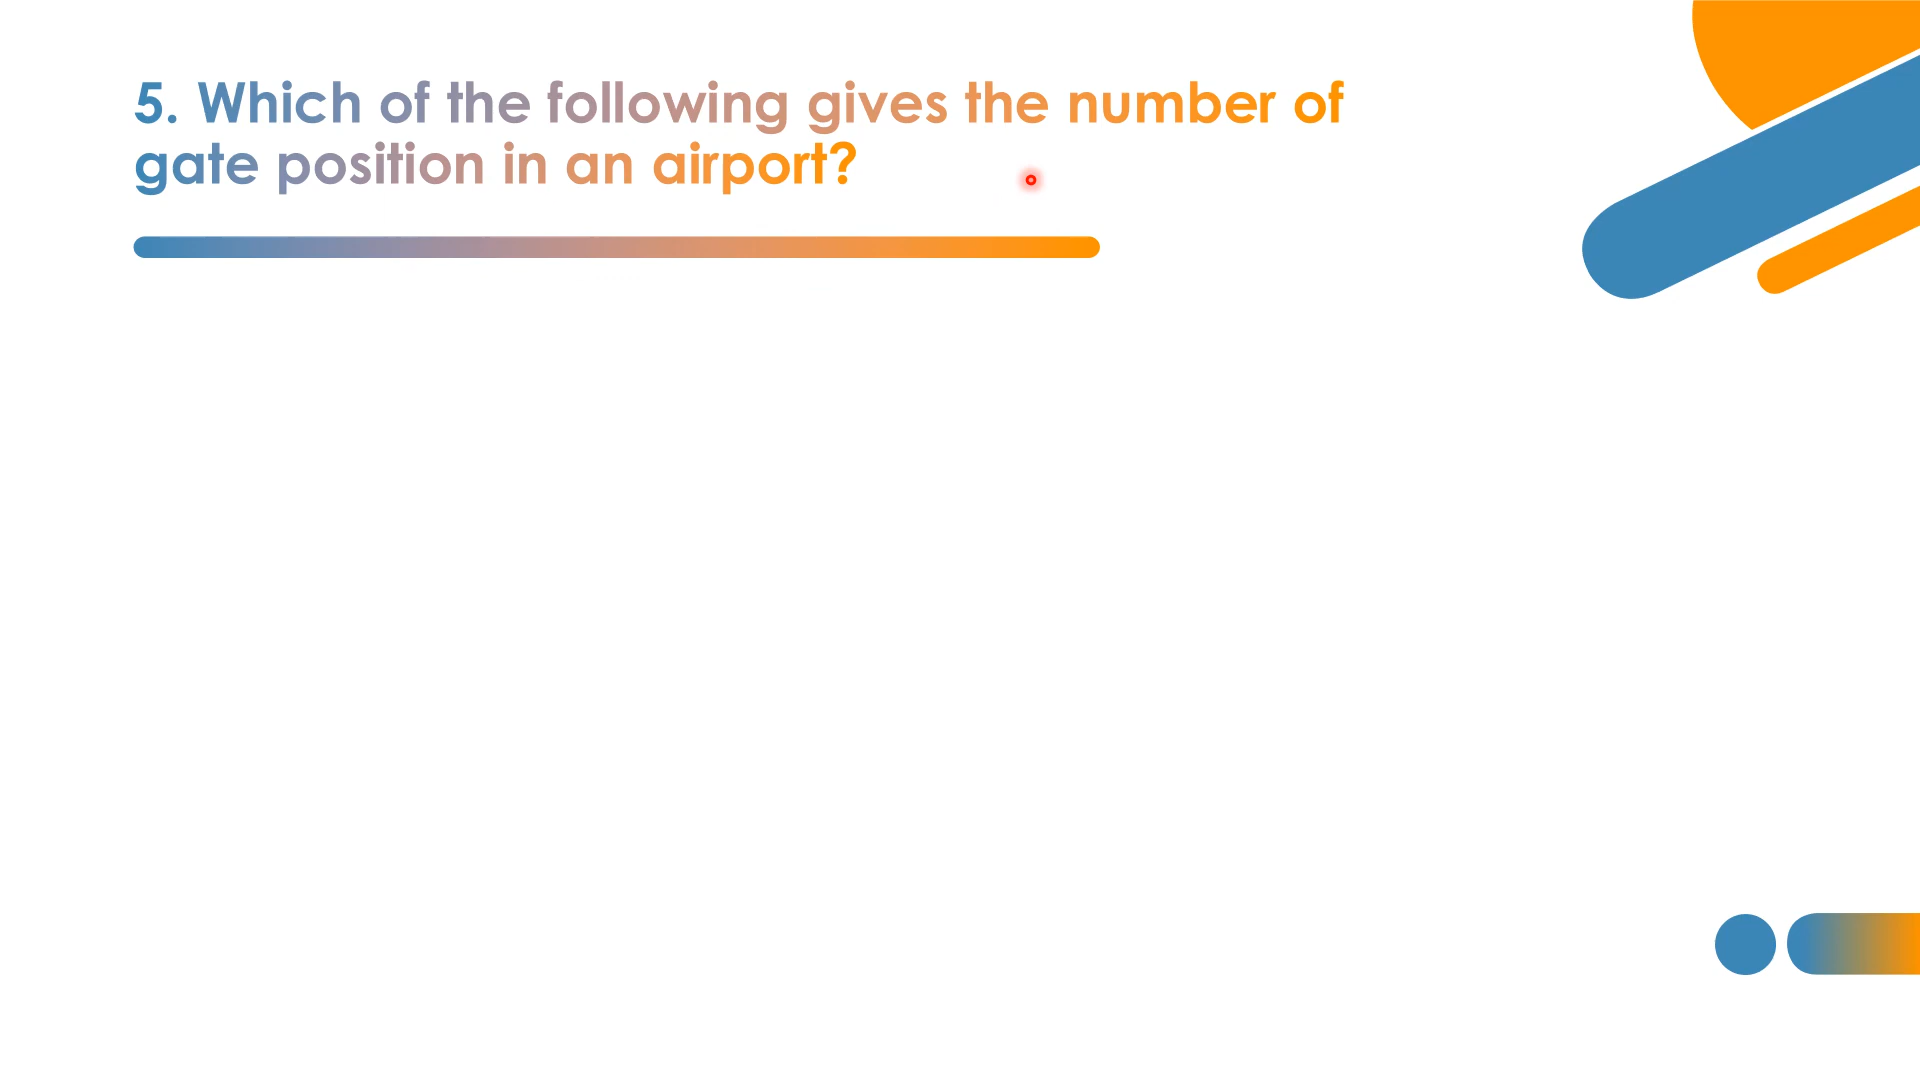 5. Which of the following gives the number of
gate position in an airport?